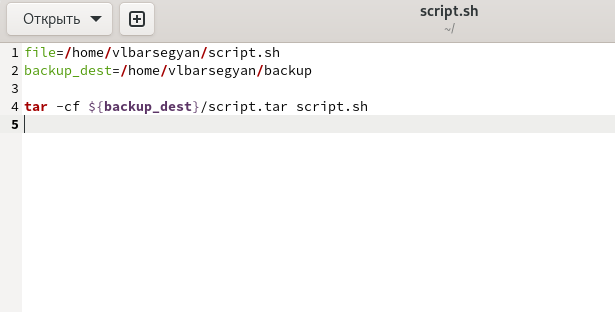 Открыть
script.sh
~/
1 file=/home/vlbarsegyan/script.sh
2 backup_dest=/home/vlbarsegyan/backup
3
4 tar -cf ${backup_dest}/script.tar script.sh
5